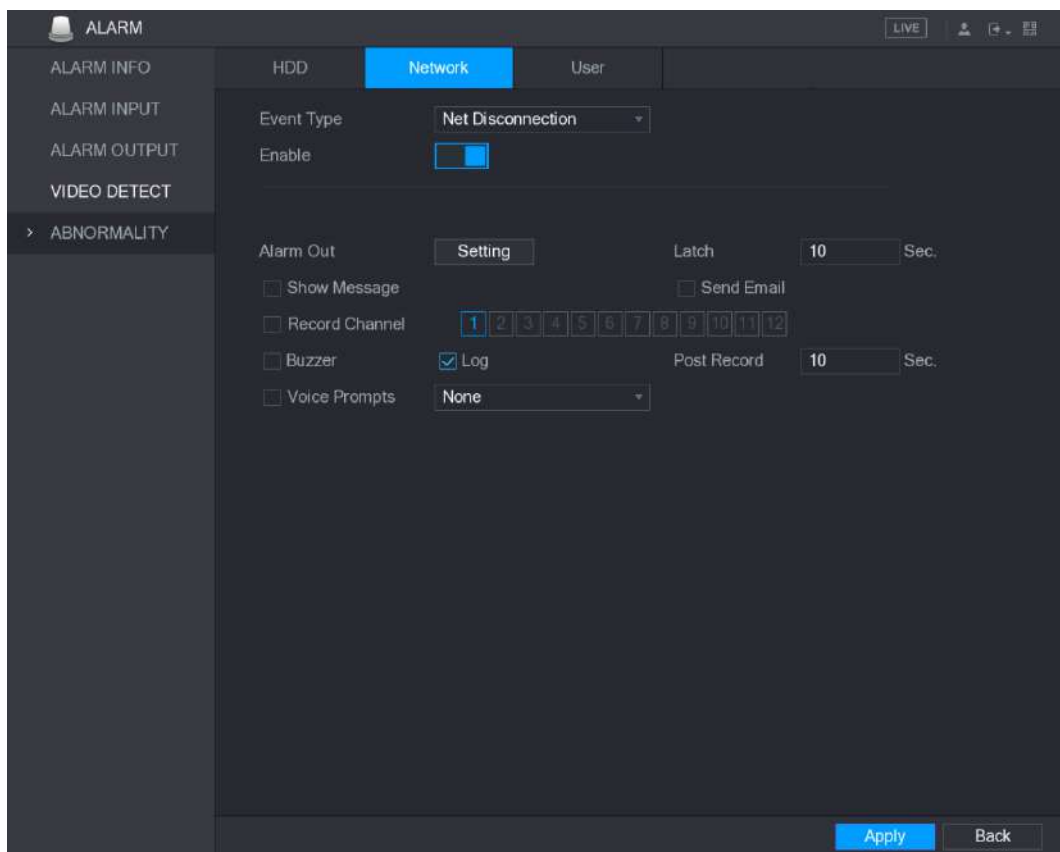 ALARM LIVE
ALARM INFO
ALARM INPUT
ALARM OUTPUT
VIDEO DETECT
> ABNORMALITY
HDD Network User
Event Type Net Disconnection
Enable
Alarm Out Setting Latch 10 Sec.
Show Message Send Email
Record Channel 1 2 3 4 5 6 7 8 9 10 11 12
Buzzer Log Post Record 10 Sec.
Voice Prompts None
Apply Back